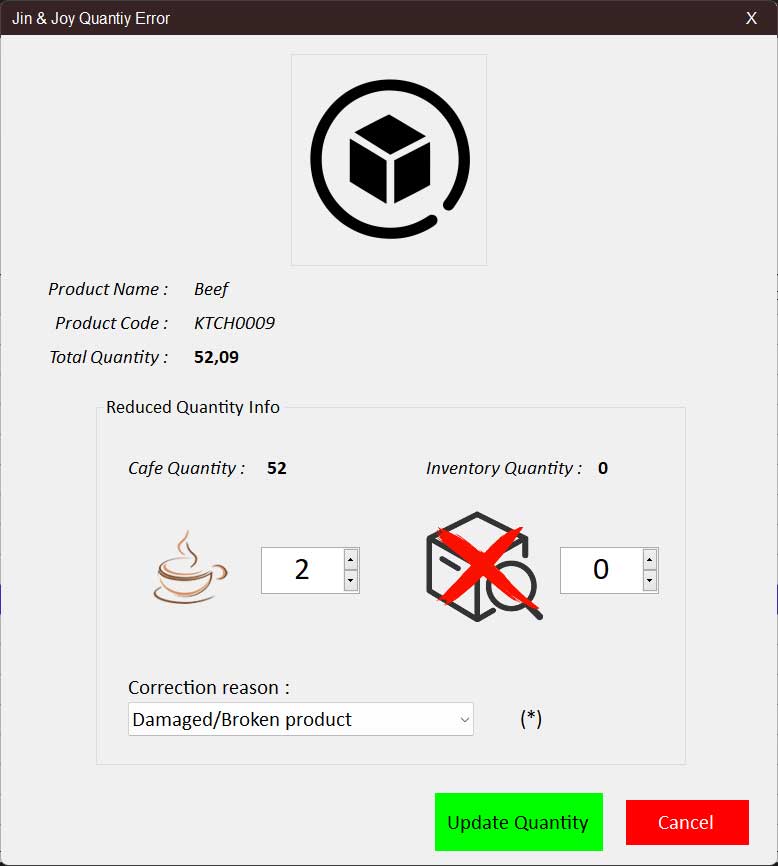 Jin & Joy Quantiy Error X
Product Name : Beef
Product Code : KTCH0009
Total Quantity : 52,09
Reduced Quantity Info
Cafe Quantity : 52 Inventory Quantity : 0
2 0
Correction reason :
Damaged/Broken product (*)
Update Quantity Cancel